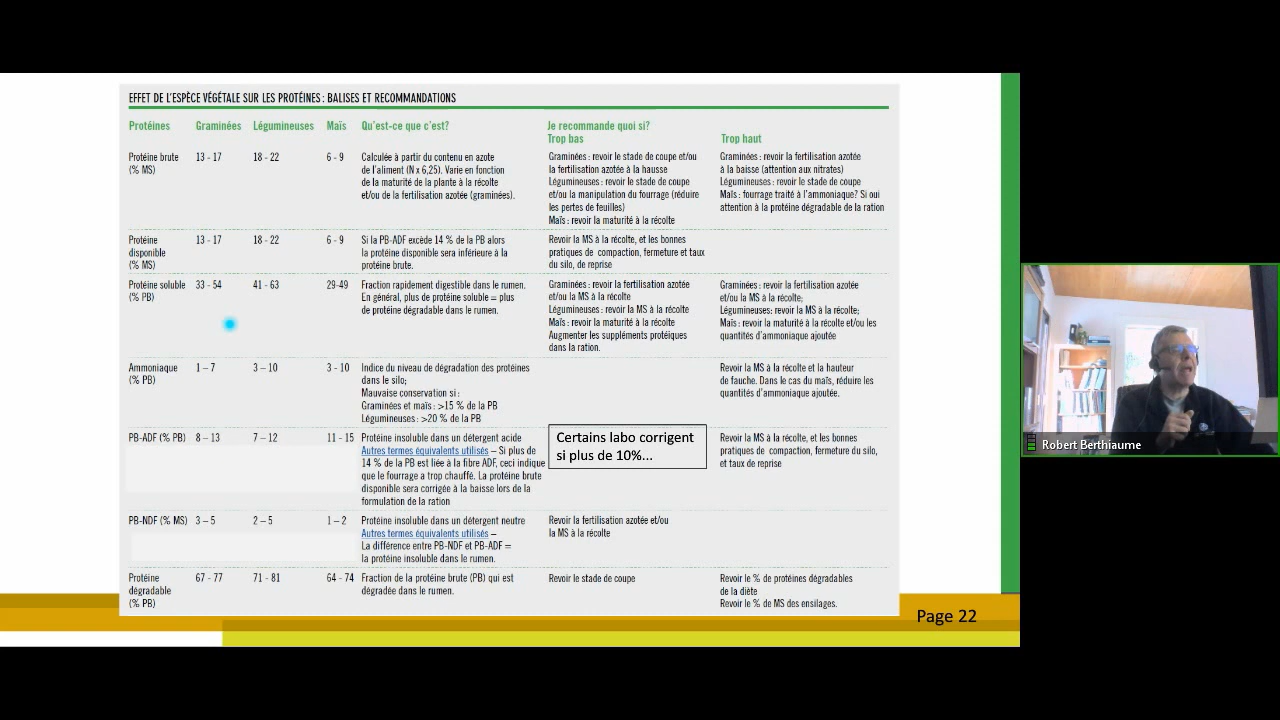 EFFET DE L'ESPÈCE VÉGÉTALE SUR LES PROTÉINES : BALISES ET RECOMMANDATIONS
Protéines Graminées Légumineuses Maïs Qu'est-ce que c'est? Je recommande quoi si?
Trop bas Trop haut
Protéine brute
(% MS)
13 - 17
18 - 22
6 - 9
Calculée à partir du contenu en azote
de l'aliment (N x 6,25). Varie en fonction
de la maturité de la plante à la récolte
et/ou de la fertilisation azotée (graminées).
Graminées : revoir le stade de coupe et/ou
la fertilisation azotée à la hausse
Légumineuses : revoir le stade de coupe
et/ou la manipulation du fourrage (réduire
les pertes de feuilles)
Maïs : revoir la maturité à la récolte
Graminées : revoir la fertilisation azotée
à la baisse (attention aux nitrates)
Légumineuses : revoir le stade de coupe
Maïs : fourrage traité à l'ammoniaque? Si oui
attention à la protéine dégradable de la ration
Protéine
disponible
(% MS)
13 - 17
18 - 22
6 - 9
Si la PB-ADF excède 14 % de la PB alors
la protéine disponible sera inférieure à la
protéine brute.
Revoir la MS à la récolte, et les bonnes
pratiques de compaction, fermeture et taux
du silo, de reprise
Protéine soluble
(% PB)
33 - 54
41 - 63
29-49
Fraction rapidement digestible dans le rumen.
En général, plus de protéine soluble = plus
de protéine dégradable dans le rumen.
Graminées : revoir la fertilisation azotée
et/ou la MS à la récolte
Légumineuses : revoir la MS à la récolte
Maïs : revoir la maturité à la récolte
Augmenter les suppléments protéiques
dans la ration.
Graminées : revoir la fertilisation azotée
et/ou la MS à la récolte;
Légumineuses: revoir la MS à la récolte;
Maïs : revoir la maturité à la récolte et/ou les
quantités d'ammoniaque ajoutée
Ammoniaque
(% PB)
1 – 7
3 – 10
3 - 10
Indice du niveau de dégradation des protéines
dans le silo;
Mauvaise conservation si :
Graminées et maïs : >15 % de la PB
Légumineuses : >20 % de la PB
Revoir la MS à la récolte et la hauteur
de fauche. Dans le cas du maïs, réduire les
quantités d'ammoniaque ajoutée.
PB-ADF (% PB)
8 – 13
7 – 12
11 - 15
Protéine insoluble dans un détergent acide
Autres termes équivalents utilisés – Si plus de
14 % de la PB est liée à la fibre ADF, ceci indique
que le fourrage a trop chauffé. La protéine brute
disponible sera corrigée à la baisse lors de la
formulation de la ration
Certains labo corrigent
si plus de 10%...
Revoir la MS à la récolte, et les bonnes
pratiques de compaction, fermeture du silo,
et taux de reprise
PB-NDF (% MS)
3 – 5
2 – 5
1 – 2
Protéine insoluble dans un détergent neutre
Autres termes équivalents utilisés –
La différence entre PB-NDF et PB-ADF =
la protéine insoluble dans le rumen.
Revoir la fertilisation azotée et/ou
la MS à la récolte
Protéine
dégradable
(% PB)
67 - 77
71 - 81
64 - 74
Fraction de la protéine brute (PB) qui est
dégradée dans le rumen.
Revoir le stade de coupe
Revoir le % de protéines dégradables
de la diète
Revoir le % de MS des ensilages.
Page 22
Robert Berthiaume